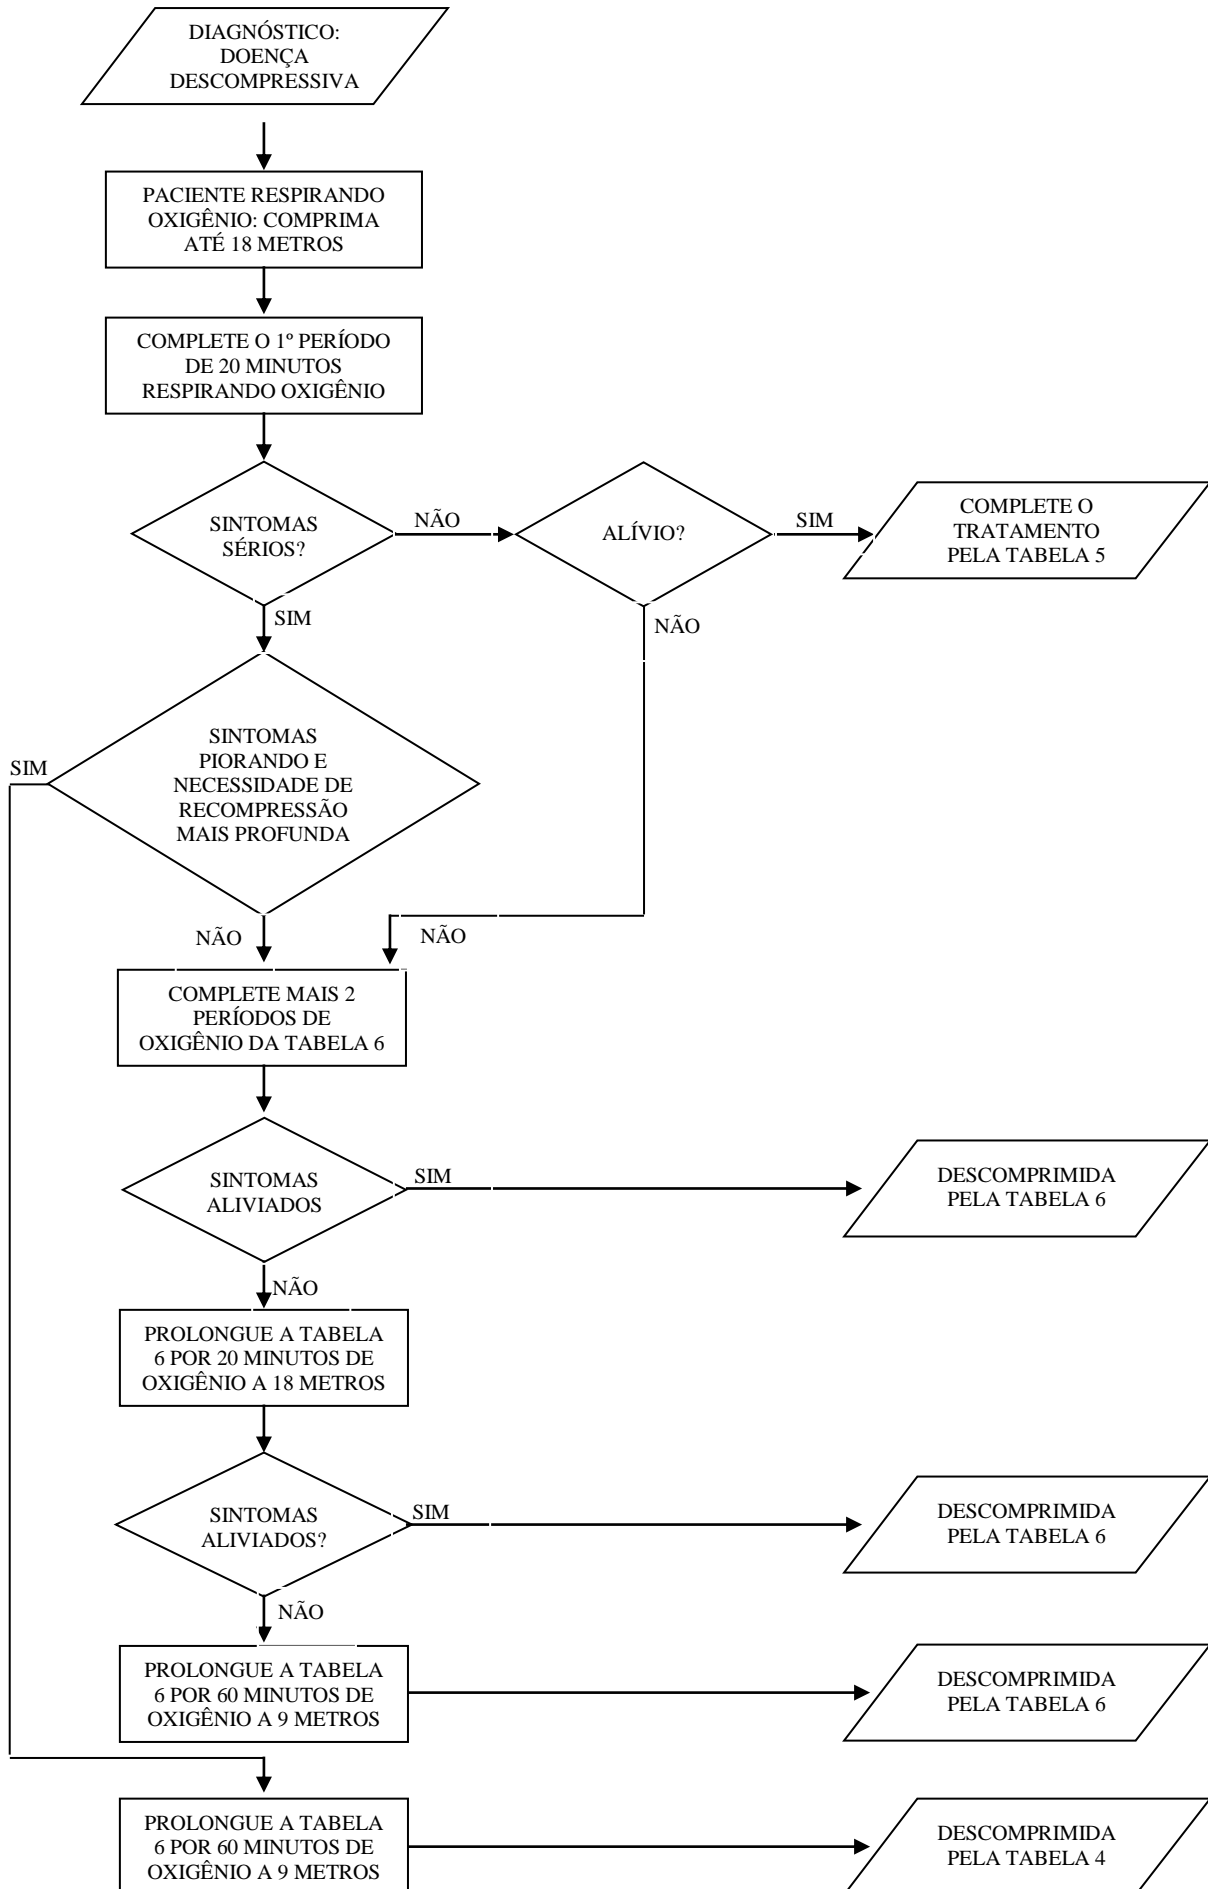 DIAGNÓSTICO:
DOENÇA
DESCOMPRESSIVA
PACIENTE RESPIRANDO
OXIGÊNIO: COMPRIMA
ATÉ 18 METROS
COMPLETE O 1º PERÍODO
DE 20 MINUTOS
RESPIRANDO OXIGÊNIO
SINTOMAS
SÉRIOS?
NÃO
ALÍVIO?
SIM
COMPLETE O
TRATAMENTO
PELA TABELA 5
SIM
NÃO
SINTOMAS
PIORANDO E
NECESSIDADE DE
RECOMPRESSÃO
MAIS PROFUNDA
SIM
NÃO
NÃO
COMPLETE MAIS 2
PERÍODOS DE
OXIGÊNIO DA TABELA 6
SINTOMAS
ALIVIADOS
SIM
DESCOMPRIMIDA
PELA TABELA 6
NÃO
PROLONGUE A TABELA
6 POR 20 MINUTOS DE
OXIGÊNIO A 18 METROS
SINTOMAS
ALIVIADOS?
SIM
DESCOMPRIMIDA
PELA TABELA 6
NÃO
PROLONGUE A TABELA
6 POR 60 MINUTOS DE
OXIGÊNIO A 9 METROS
DESCOMPRIMIDA
PELA TABELA 6
PROLONGUE A TABELA
6 POR 60 MINUTOS DE
OXIGÊNIO A 9 METROS
DESCOMPRIMIDA
PELA TABELA 4